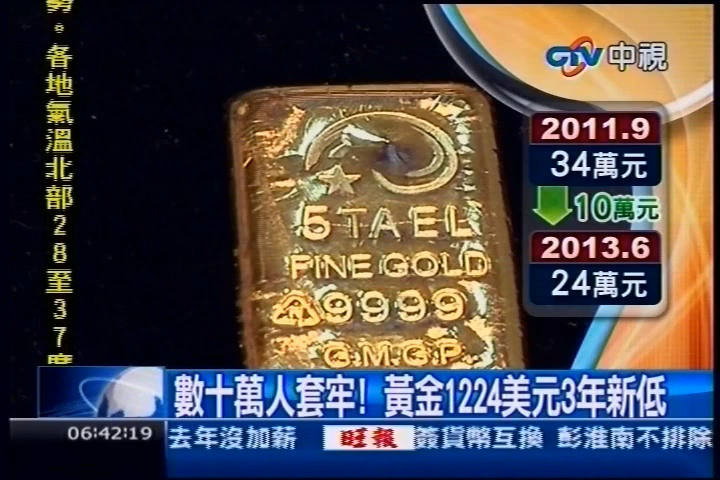 勢。各地氣溫北部28至37度
CTV中視
2011.9
34萬元
10萬元
2013.6
24萬元
5 TAEL
FINE GOLD
9999
G.M.G.P.
數十萬人套牢! 黃金1224美元3年新低
06:42:19
去年沒加薪 旺報 簽貨幣互換 彭淮南不排除